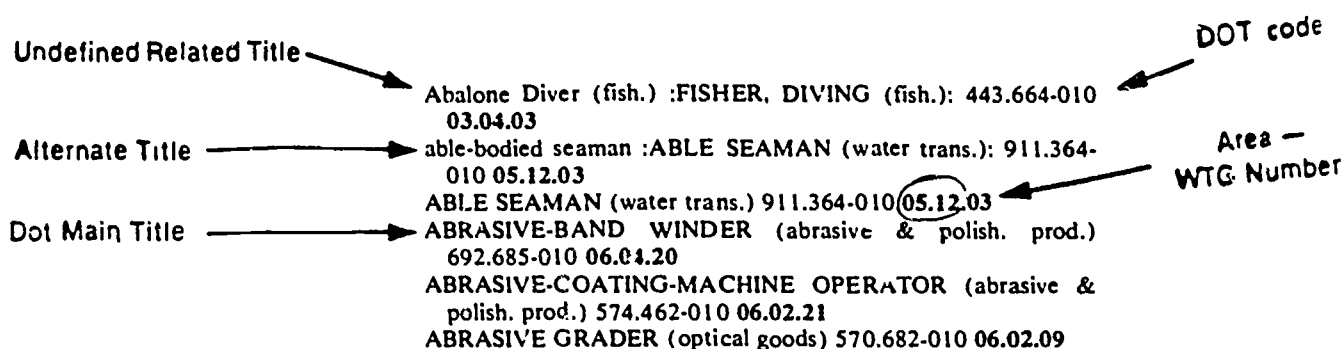 Undefined Related Title
DOT code
Abalone Diver (fish.) :FISHER, DIVING (fish.): 443.664-010
03.04.03
Alternate Title
able-bodied seaman :ABLE SEAMAN (water trans.): 911.364-
010 05.12.03
Area —
WTG Number
ABLE SEAMAN (water trans.) 911.364-010 05.12.03
Dot Main Title
ABRASIVE-BAND WINDER (abrasive & polish. prod.)
692.685-010 06.04.20
ABRASIVE-COATING-MACHINE OPERATOR (abrasive &
polish. prod.) 574.462-010 06.02.21
ABRASIVE GRADER (optical goods) 570.682-010 06.02.09